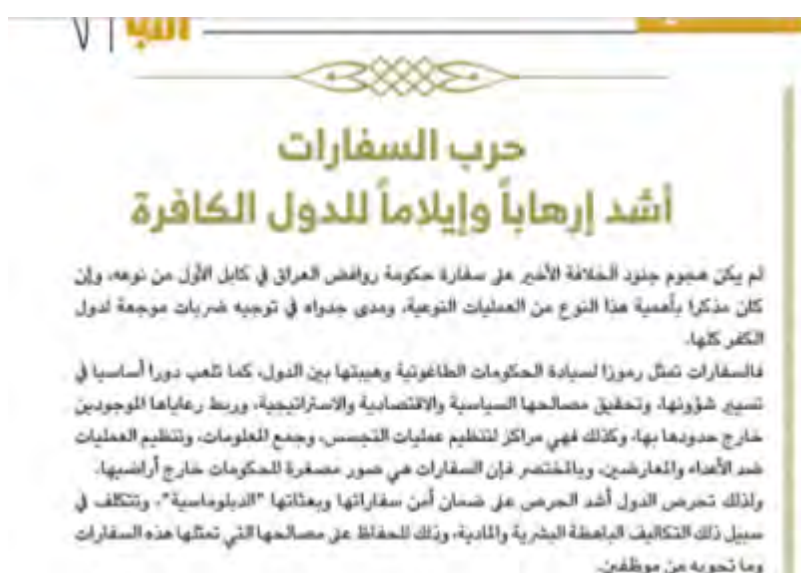 ٧
حرب السفارات
أشد إرهاباً وإيلاماً للدول الكافرة
لم يكن هجوم جنود الخلافة الأخير على سفارة حكومة روافض العراق في كابل الأول من نوعه، وإن
كان مذكرا بأهمية هذا النوع من العمليات النوعية، ومدى جدواه في توجيه ضربات موجعة لدول
الكفر كلها.
فالسفارات تمثل رموزا لسيادة الحكومات الطاغوتية وهيبتها بين الدول، كما تلعب دورا أساسيا في
تسيير شؤونها، وتحقيق مصالحها السياسية والاقتصادية والاستراتيجية، وربط رعاياها الموجودين
خارج حدودها بها، وكذلك فهي مراكز لتنظيم عمليات التجسس، وجمع المعلومات، وتنظيم العمليات
ضد الأعداء والمعارضين، وبالمختصر فإن السفارات هي صور مصغرة للحكومات خارج أراضيها.
ولذلك تحرص الدول أشد الحرص على ضمان أمن سفاراتها وبعثاتها "الدبلوماسية"، وتتكلف في
سبيل ذلك التكاليف الباهظة البشرية والمادية، وذلك للحفاظ على مصالحها التي تمثلها هذه السفارات
وما تحويه من موظفين.